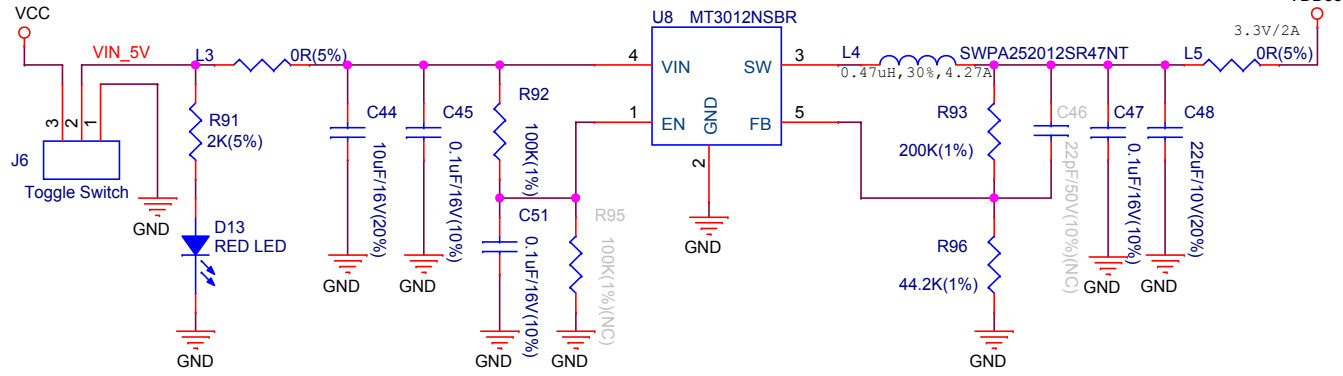 VCC
VIN_5V
3
2
1
J6
Toggle Switch
GND
R91
2K(5%)
D13
RED LED
GND
L3
0R(5%)
C44
10uF/16V(20%)
GND
C45
0.1uF/16V(10%)
GND
R92
100K(1%)
C51
0.1uF/16V(10%)
GND
R95
100K(1%)(NC)
GND
U8 MT3012NSBR
4
VIN
SW
3
1
EN
GND
FB
5
2
GND
L4
SWPA252012SR47NT
0.47uH,30%,4.27A
R93
200K(1%)
R96
44.2K(1%)
GND
C46
22pF/50V(10%)(NC)
C47
0.1uF/16V(10%)
GND
C48
22uF/10V(20%)
GND
L5
0R(5%)
3.3V/2A